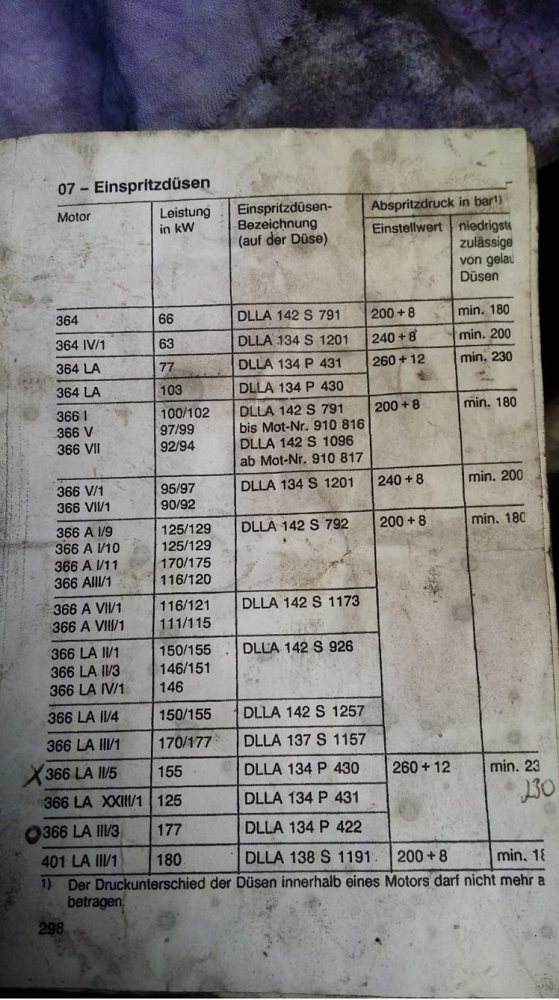 07 – Einspritzdüsen
Motor Leistung in kW Einspritzdüsen-Bezeichnung (auf der Düse) Abspritzdruck in bar¹)
Einstellwert niedrigst zulässige von gelau Düsen
364 66 DLLA 142 S 791 200 + 8 min. 180
364 IV/1 63 DLLA 134 S 1201 240 + 8 min. 200
364 LA 77 DLLA 134 P 431 260 + 12 min. 230
364 LA 103 DLLA 134 P 430
366 I 100/102 DLLA 142 S 791 200 + 8 min. 180
366 V 97/99 bis Mot-Nr. 910 816
366 VII 92/94 DLLA 142 S 1096
ab Mot-Nr. 910 817
366 V/1 95/97 DLLA 134 S 1201 240 + 8 min. 200
366 VII/1 90/92
366 A I/9 125/129 DLLA 142 S 792 200 + 8 min. 180
366 A I/10 125/129
366 A I/11 170/175
366 AIII/1 116/120
366 A VII/1 116/121 DLLA 142 S 1173
366 A VIII/1 111/115
366 LA II/1 150/155 DLLA 142 S 926
366 LA II/3 146/151
366 LA IV/1 146
366 LA II/4 150/155 DLLA 142 S 1257
366 LA III/1 170/177 DLLA 137 S 1157
X 366 LA II/5 155 DLLA 134 P 430 260 + 12 min. 23
230
366 LA XXIII/1 125 DLLA 134 P 431
O 366 LA III/3 177 DLLA 134 P 422
401 LA III/1 180 DLLA 138 S 1191 200 + 8 min. 18
1) Der Druckunterschied der Düsen innerhalb eines Motors darf nicht mehr a
betragen.
298